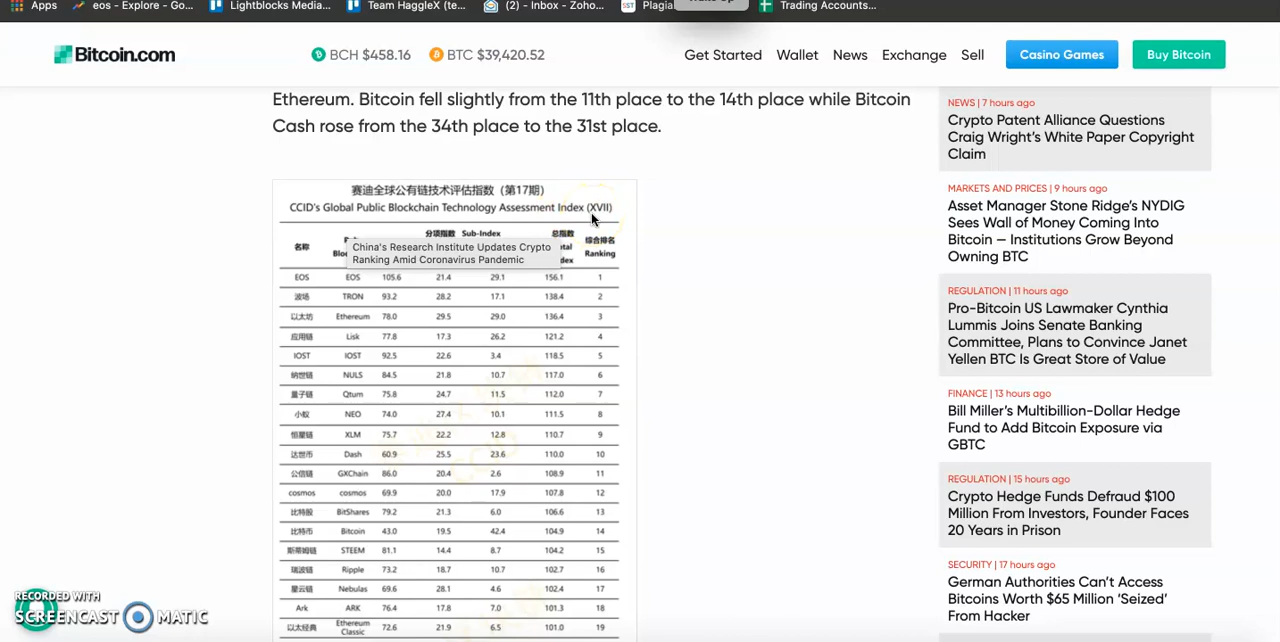 Apps
eos - Explore - Go...
Lightblocks Media...
Team HaggleX (te...
(2) - Inbox - Zoho...
SST
Plagia
Trading Accounts...
Bitcoin.com
BCH $458.16
BTC $39,420.52
Get Started
Wallet
News
Exchange
Sell
Casino Games
Buy Bitcoin
Ethereum. Bitcoin fell slightly from the 11th place to the 14th place while Bitcoin
Cash rose from the 34th place to the 31st place.
赛迪全球公有链技术评估指数（第17期）
CCID's Global Public Blockchain Technology Assessment Index (XVII)
分项指数 Sub-Index 总指数 综合排名
名称 Ranking
China's Research Institute Updates Crypto
Ranking Amid Coronavirus Pandemic
EOS EOS 105.6 21.4 29.1 156.1 1
波场 TRON 93.2 28.2 17.1 138.4 2
以太坊 Ethereum 78.0 29.5 29.0 136.4 3
应用链 Lisk 77.8 17.3 26.2 121.2 4
IOST IOST 92.5 22.6 3.4 118.5 5
纳世链 NULS 84.5 21.8 10.7 117.0 6
量子链 Qtum 75.8 24.7 11.5 112.0 7
小蚁 NEO 74.0 27.4 10.1 111.5 8
恒星链 XLM 75.7 22.2 12.8 110.7 9
达世币 Dash 60.9 25.5 23.6 110.0 10
公信链 GXChain 86.0 20.4 2.6 108.9 11
cosmos cosmos 69.9 20.0 17.9 107.8 12
比特股 BitShares 79.2 21.3 6.0 106.6 13
比特币 Bitcoin 43.0 19.5 42.4 104.9 14
斯蒂姆链 STEEM 81.1 14.4 8.7 104.2 15
瑞波链 Ripple 73.2 18.7 10.7 102.7 16
星云链 Nebulas 69.6 28.1 4.6 102.4 17
Ark ARK 76.4 17.8 7.0 101.3 18
以太经典 Ethereum Classic 72.6 21.9 6.5 101.0 19
NEWS | 7 hours ago
Crypto Patent Alliance Questions
Craig Wright's White Paper Copyright
Claim
MARKETS AND PRICES | 9 hours ago
Asset Manager Stone Ridge's NYDIG
Sees Wall of Money Coming Into
Bitcoin — Institutions Grow Beyond
Owning BTC
REGULATION | 11 hours ago
Pro-Bitcoin US Lawmaker Cynthia
Lummis Joins Senate Banking
Committee, Plans to Convince Janet
Yellen BTC Is Great Store of Value
FINANCE | 13 hours ago
Bill Miller's Multibillion-Dollar Hedge
Fund to Add Bitcoin Exposure via
GBTC
REGULATION | 15 hours ago
Crypto Hedge Funds Defraud $100
Million From Investors, Founder Faces
20 Years in Prison
SECURITY | 17 hours ago
German Authorities Can't Access
Bitcoins Worth $65 Million 'Seized'
From Hacker
RECORDED WITH
SCREENCAST MATIC